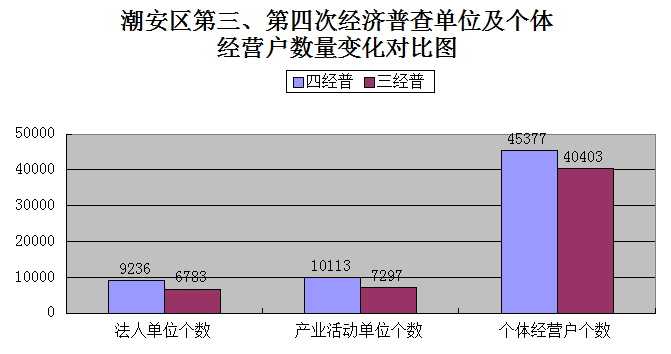 潮安区第三、第四次经济普查单位及个体
经营户数量变化对比图
四经普 三经普
50000
40000
30000
20000
10000
0
9236 6783 10113 7297 45377 40403
法人单位个数 产业活动单位个数 个体经营户个数